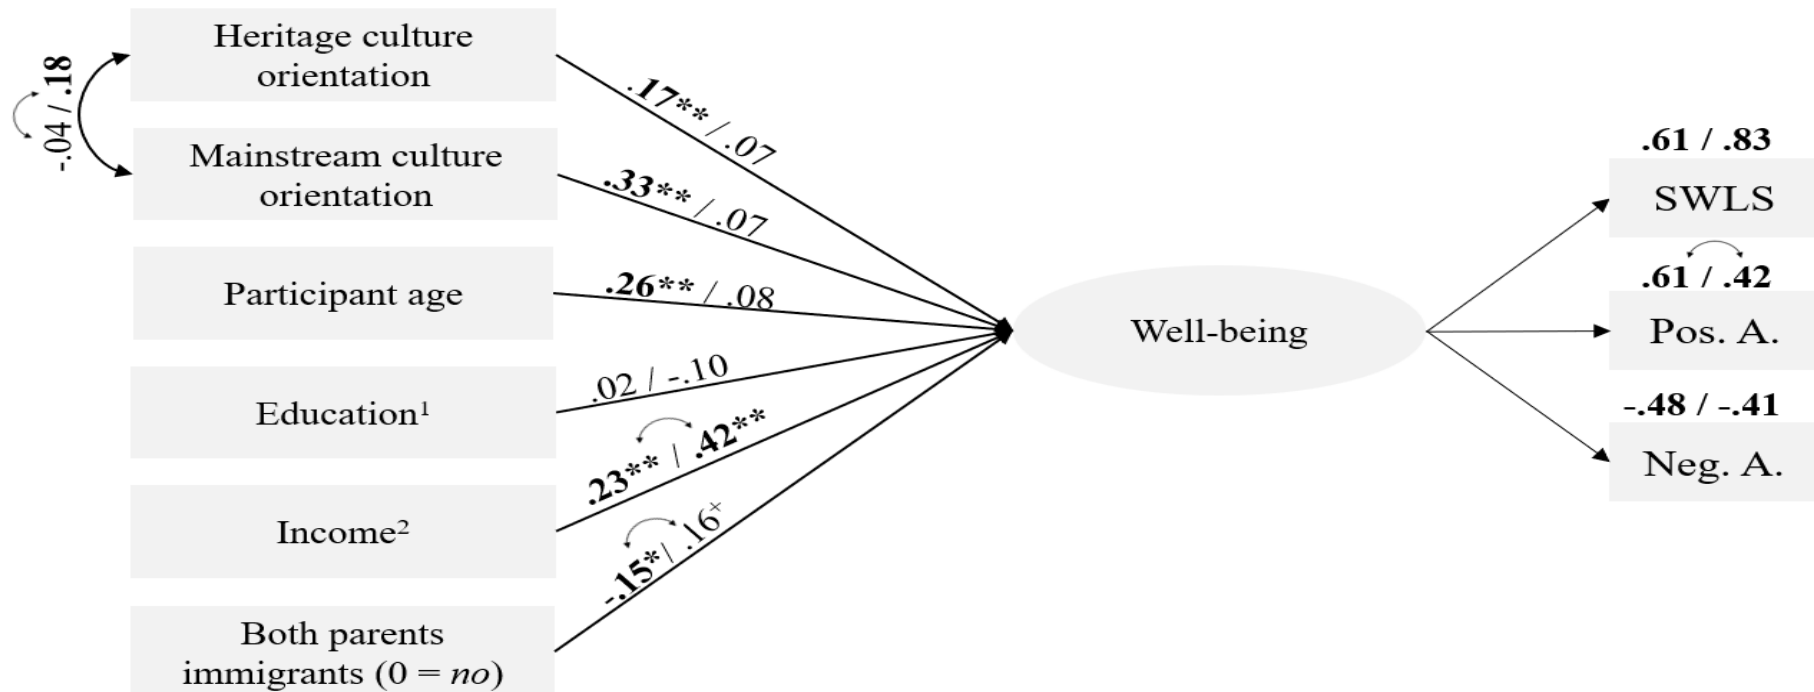 Heritage culture
orientation
-.04 / .18
Mainstream culture
orientation
Participant age
Education¹
Income²
Both parents
immigrants (0 = no)
.17** / .07
.33** / .07
.26** / .08
.02 / -.10
.23** / .42**
-.15*/ .16⁺
Well-being
.61 / .83
SWLS
.61 / .42
Pos. A.
-.48 / -.41
Neg. A.